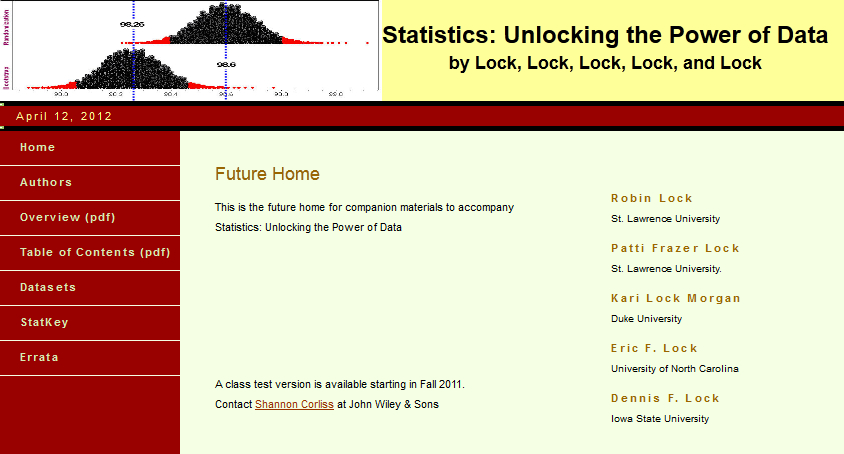 Randomization
98.26
Bootstrap
98.6
Statistics: Unlocking the Power of Data
by Lock, Lock, Lock, Lock, and Lock
April 12, 2012
Home
Authors
Overview (pdf)
Table of Contents (pdf)
Datasets
StatKey
Errata
Future Home
This is the future home for companion materials to accompany
Statistics: Unlocking the Power of Data
A class test version is available starting in Fall 2011.
Contact Shannon Corliss at John Wiley & Sons
Robin Lock
St. Lawrence University
Patti Frazer Lock
St. Lawrence University.
Kari Lock Morgan
Duke University
Eric F. Lock
University of North Carolina
Dennis F. Lock
Iowa State University